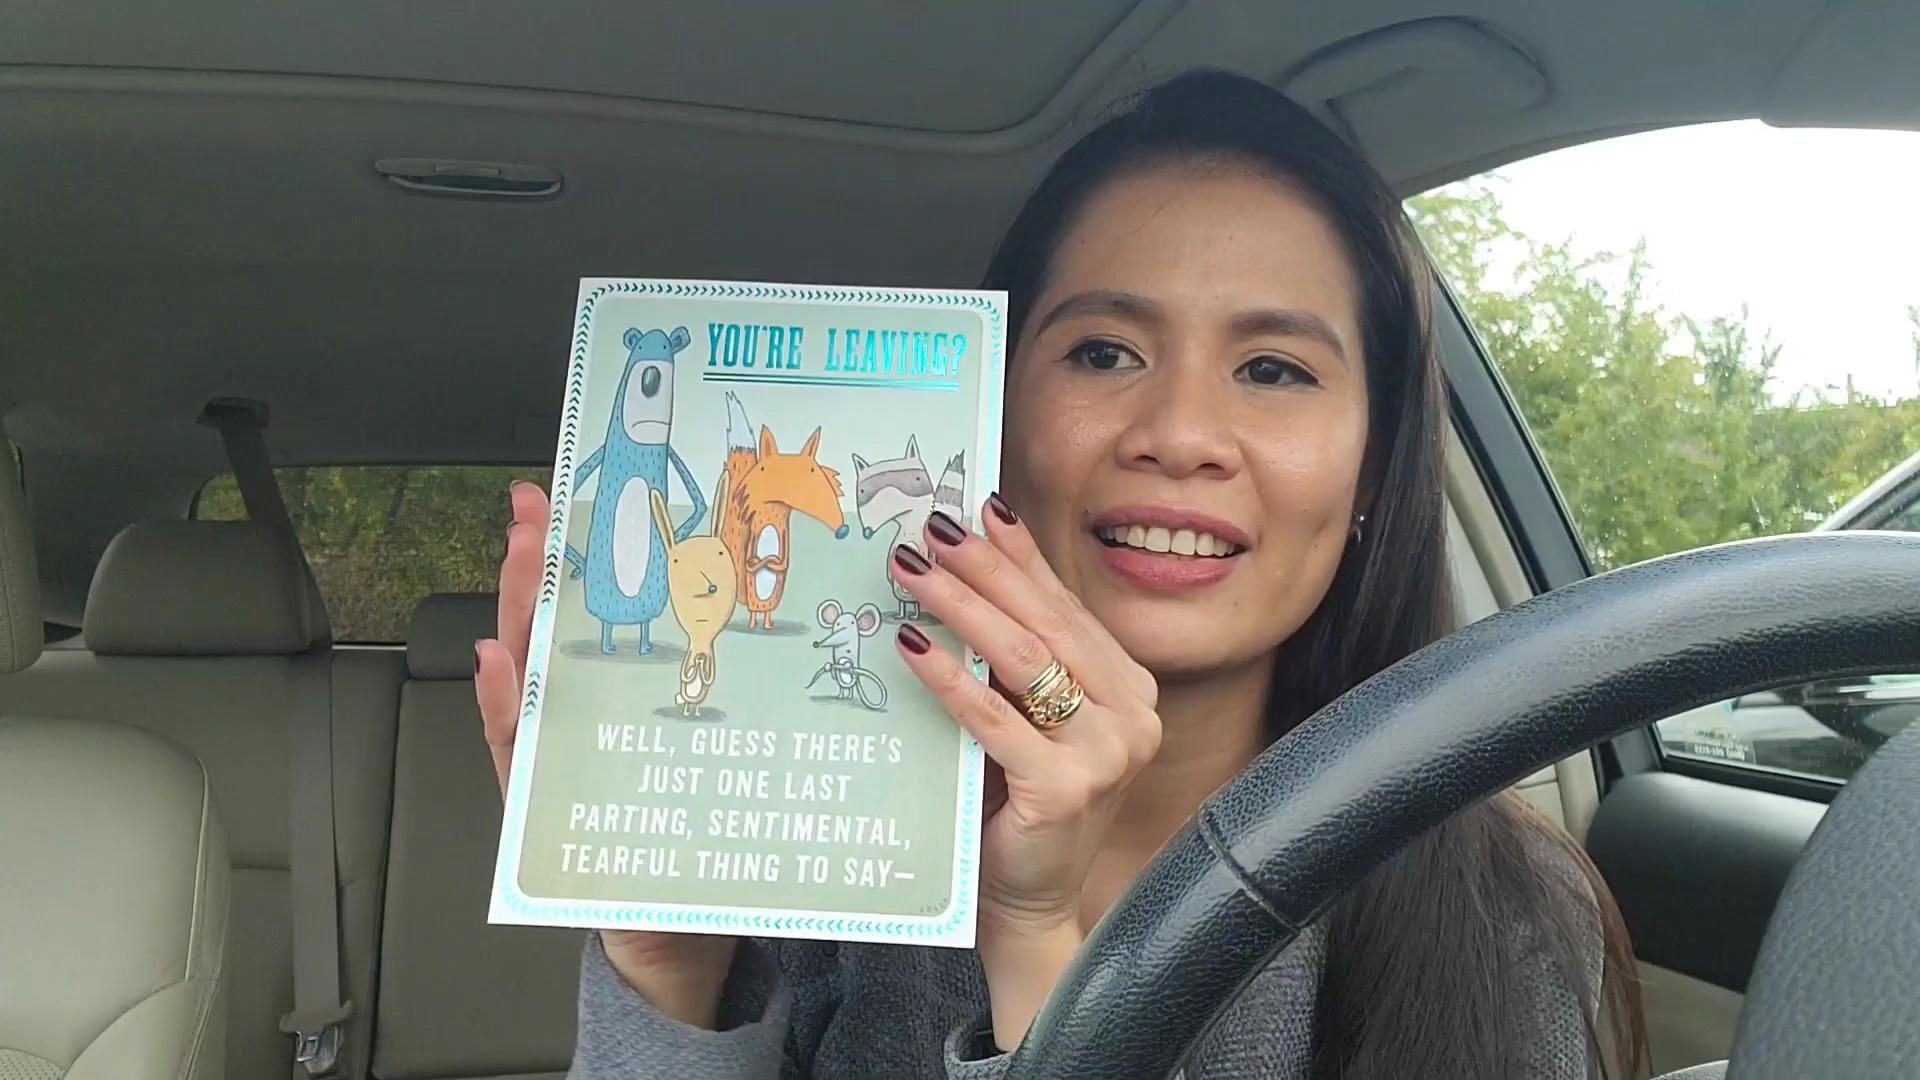 YOU'RE LEAVING?
WELL, GUESS THERE'S
JUST ONE LAST
PARTING, SENTIMENTAL,
TEARFUL THING TO SAY—